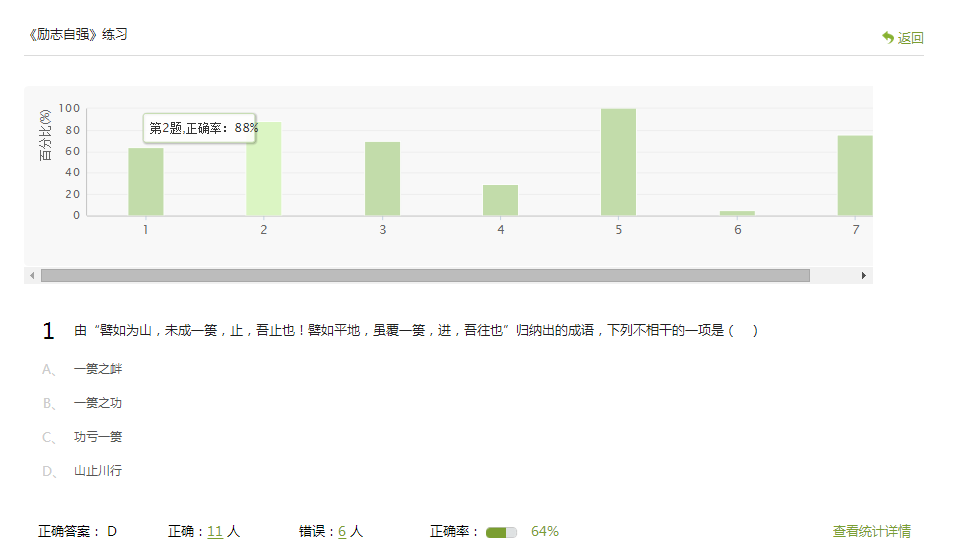 《励志自强》练习
返回
百分比(%)
100
80
60
40
20
0
第2题,正确率：88%
1 2 3 4 5 6 7
1 由“譬如为山，未成一篑，止，吾止也！譬如平地，虽覆一篑，进，吾往也”归纳出的成语，下列不相干的一项是（ ）
A、 一篑之衅
B、 一篑之功
C、 功亏一篑
D、 山止川行
正确答案： D 正确：11 人 错误：6 人 正确率： 64% 查看统计详情